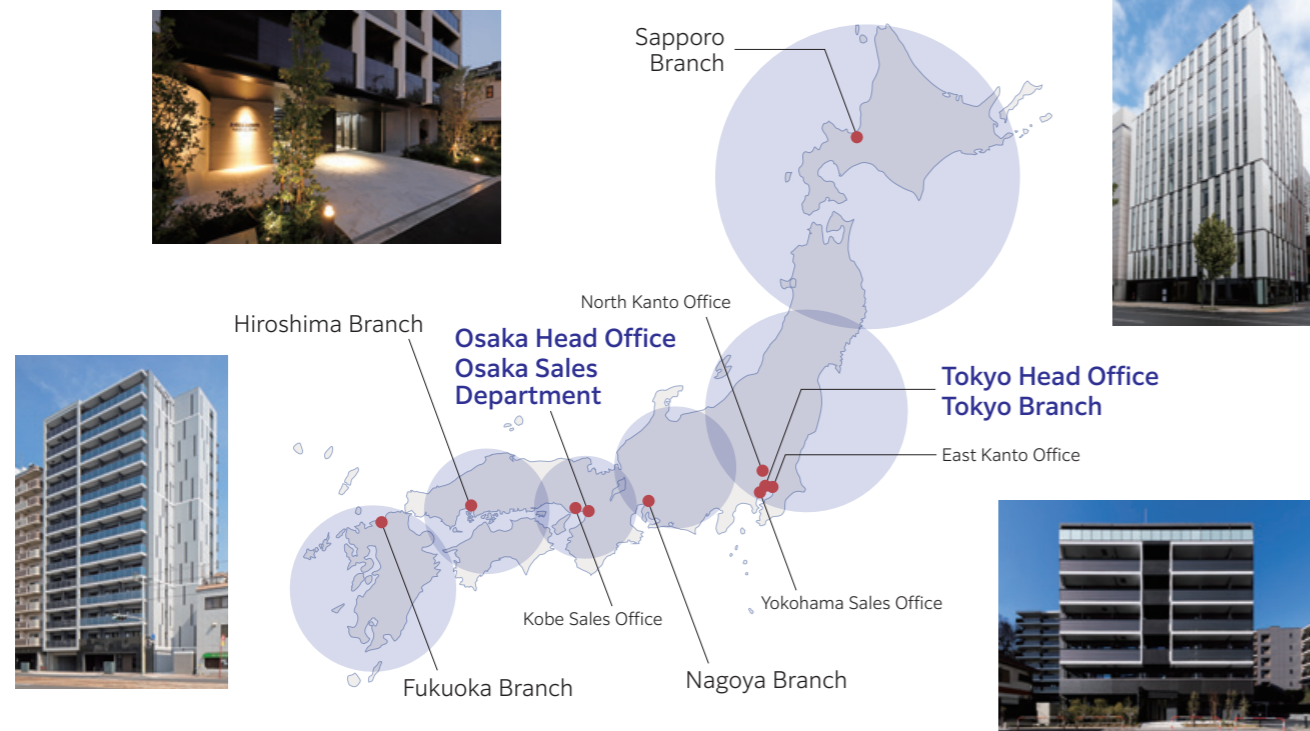 Sapporo
Branch
North Kanto Office
Hiroshima Branch
Osaka Head Office
Osaka Sales
Department
Tokyo Head Office
Tokyo Branch
East Kanto Office
Kobe Sales Office
Yokohama Sales Office
Fukuoka Branch
Nagoya Branch